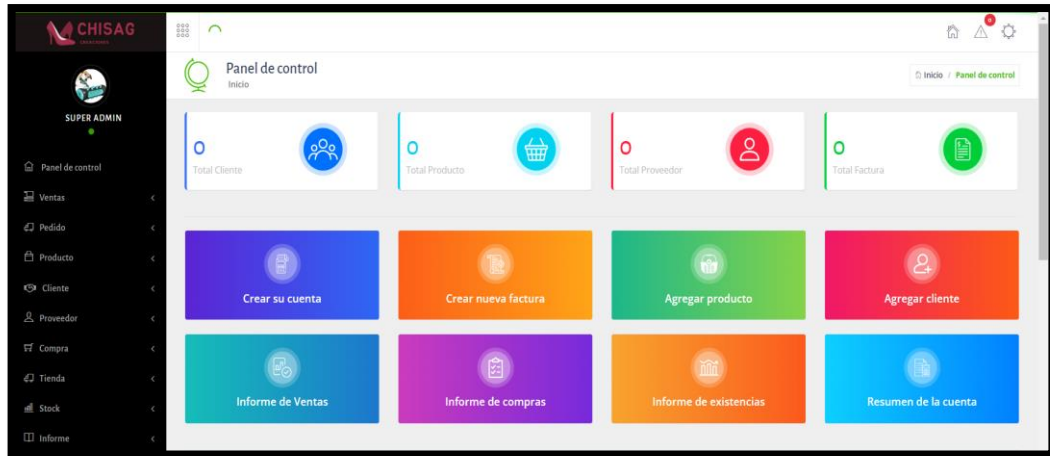 CHISAG
SUPER ADMIN
Panel de control
Ventas
Pedido
Producto
Cliente
Proveedor
Compra
Tienda
Stock
Informe
0
Panel de control
Inicio
Inicio / Panel de control
0
Total Cliente
0
Total Producto
0
Total Proveedor
0
Total Factura
Crear su cuenta
Crear nueva factura
Agregar producto
Agregar cliente
Informe de Ventas
Informe de compras
Informe de existencias
Resumen de la cuenta